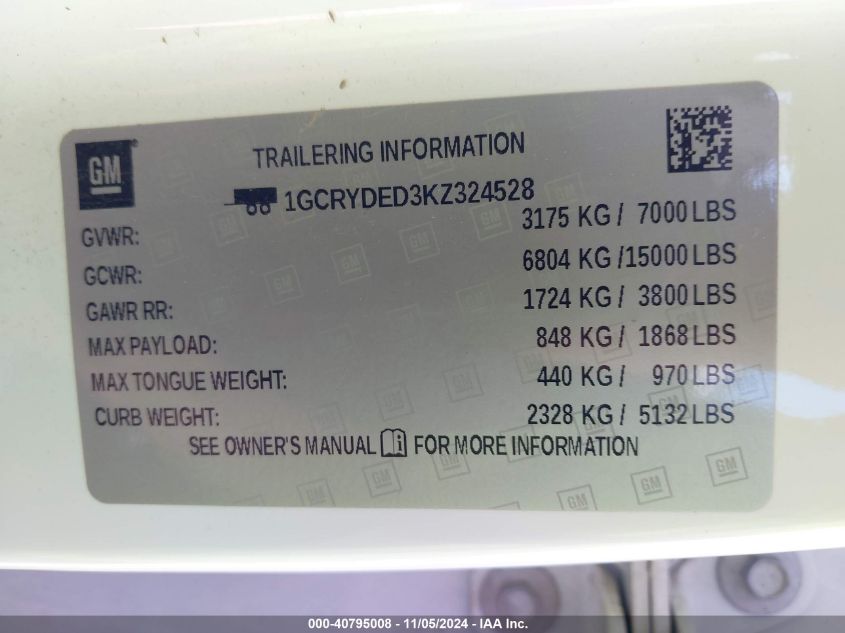 GM
TRAILERING INFORMATION
1GCRYDED3KZ324528
GVWR: 3175 KG / 7000 LBS
GCWR: 6804 KG /15000 LBS
GAWR RR: 1724 KG / 3800 LBS
MAX PAYLOAD: 848 KG / 1868 LBS
MAX TONGUE WEIGHT: 440 KG / 970 LBS
CURB WEIGHT: 2328 KG / 5132 LBS
SEE OWNER'S MANUAL i FOR MORE INFORMATION
000-40795008 - 11/05/2024 - IAA Inc.